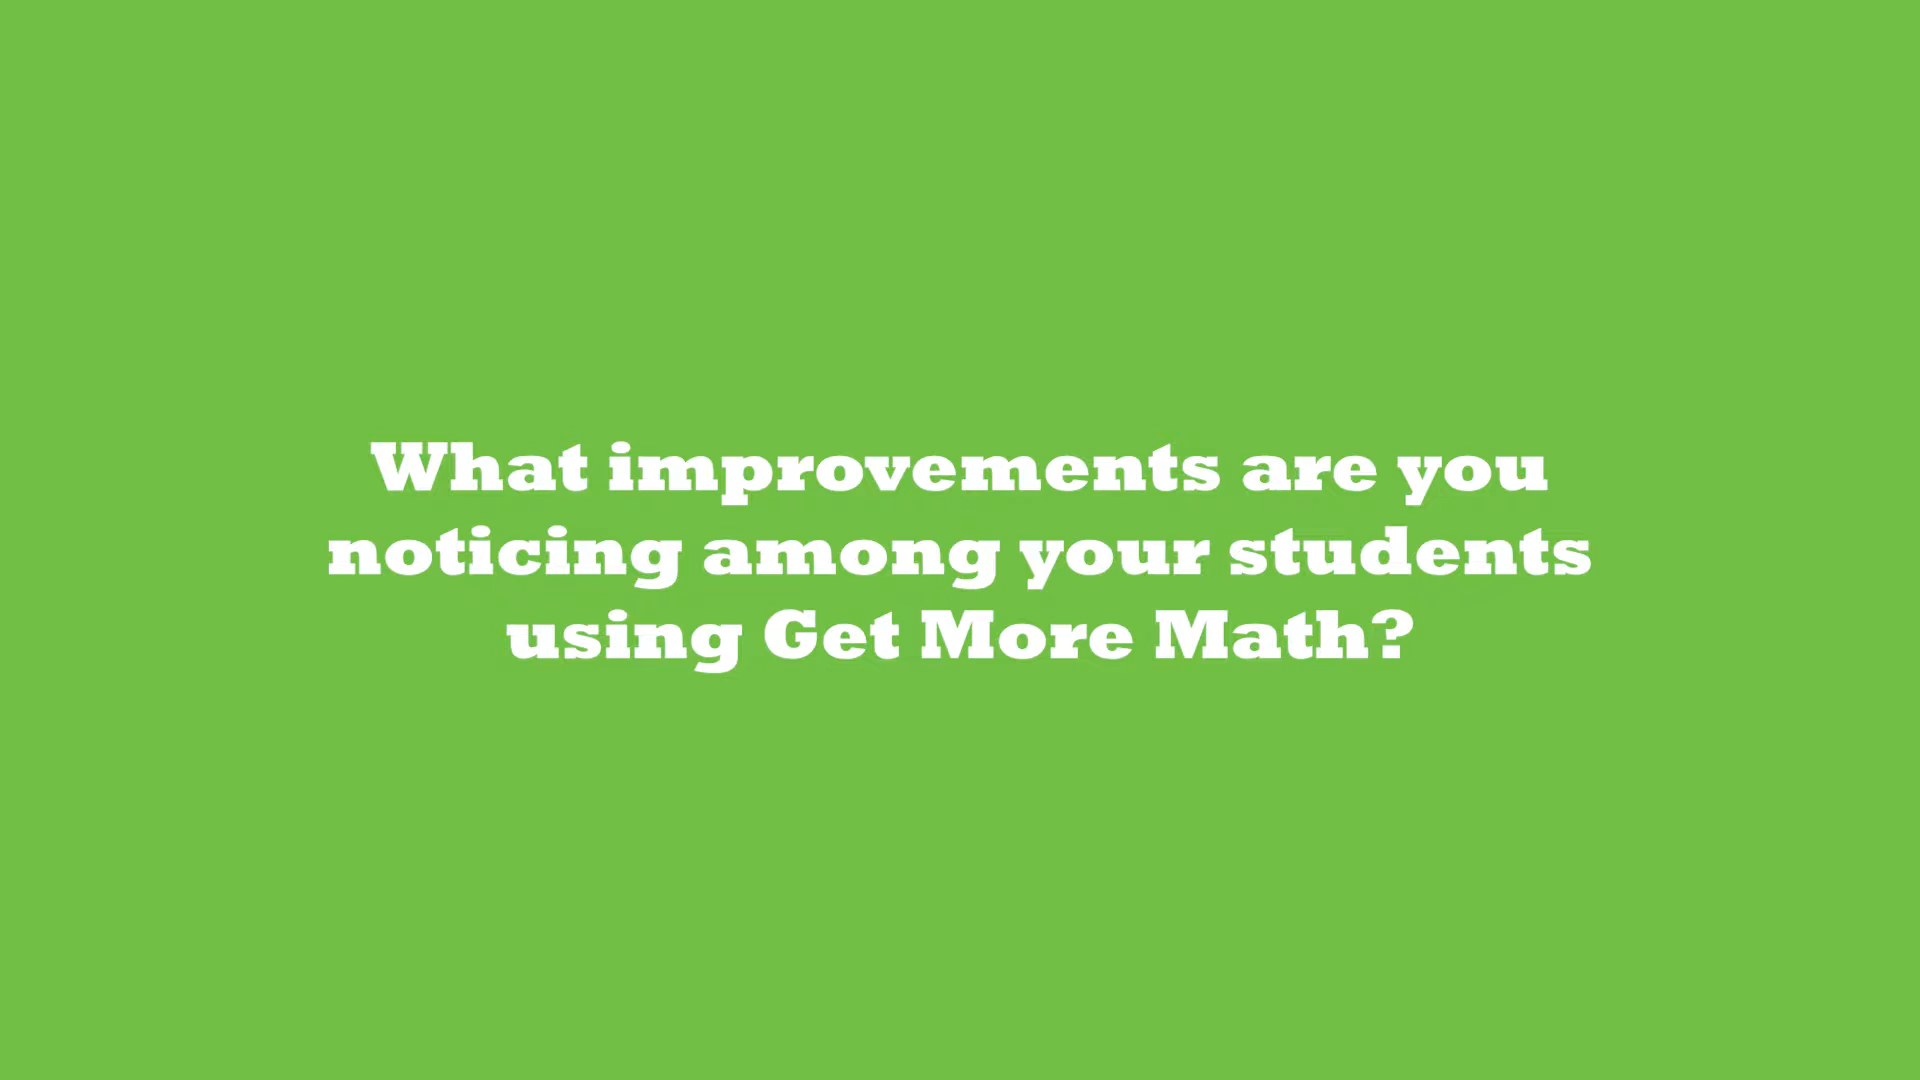 What improvements are you
noticing among your students
using Get More Math?